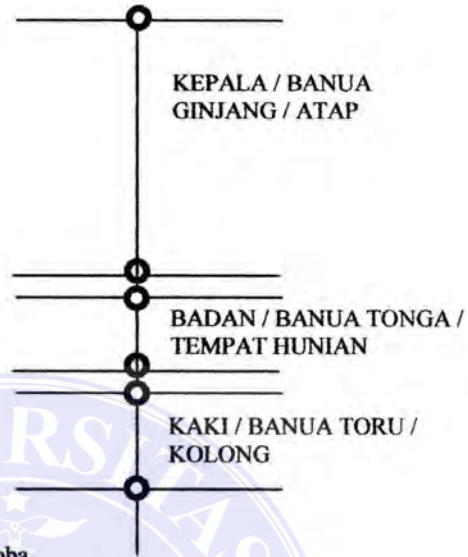 KEPALA / BANUA
GINJANG / ATAP
BADAN / BANUA TONGA /
TEMPAT HUNIAN
KAKI / BANUA TORU /
KOLONG